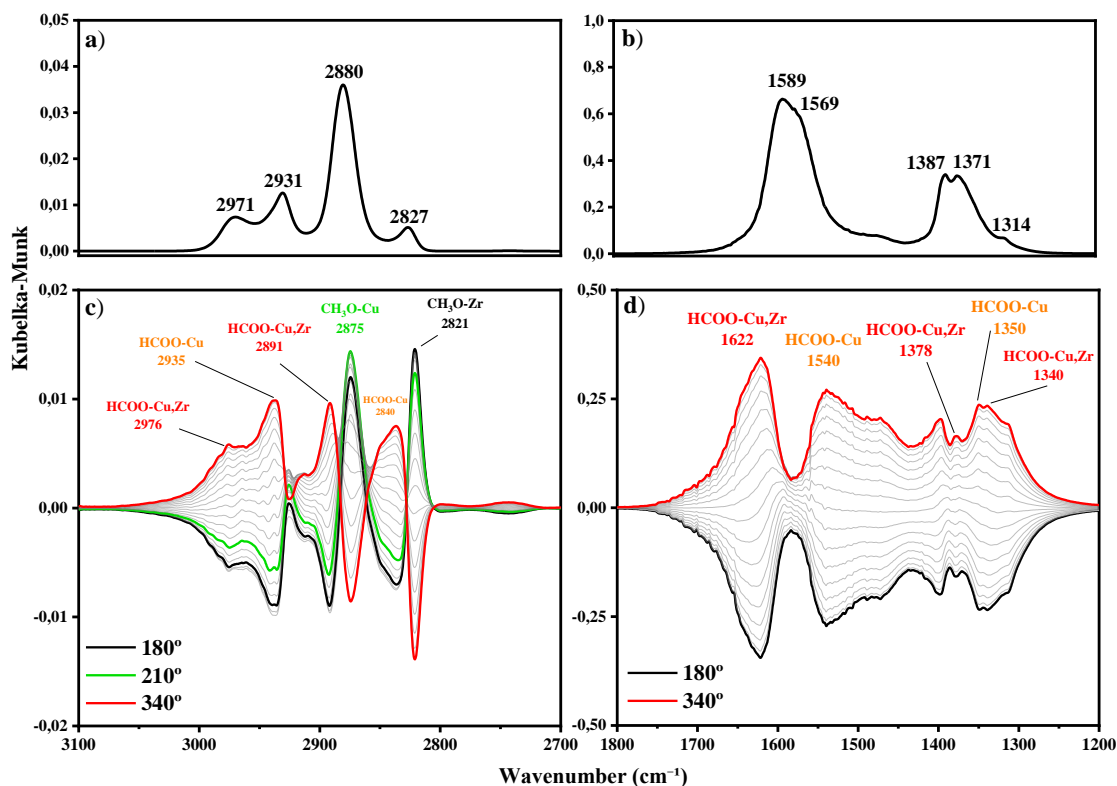 Kubelka-Munk
a)
0,05
0,04
0,03
0,02
0,01
0,00
2971
2931
2880
2827
b)
1,0
0,8
0,6
0,4
0,2
0,0
1589
1569
1387
1371
1314
c)
0,02
0,01
0,00
-0,01
-0,02
HCOO-Cu,Zr
2976
HCOO-Cu
2935
HCOO-Cu,Zr
2891
CH₃O-Cu
2875
HCOO-Cu
2840
CH₃O-Zr
2821
180º
210º
340º
3100 3000 2900 2800 2700
d)
0,50
0,25
0,00
-0,25
-0,50
HCOO-Cu,Zr
1622
HCOO-Cu
1540
HCOO-Cu,Zr
1378
HCOO-Cu
1350
HCOO-Cu,Zr
1340
180º
340º
1800 1700 1600 1500 1400 1300 1200
Wavenumber (cm⁻¹)